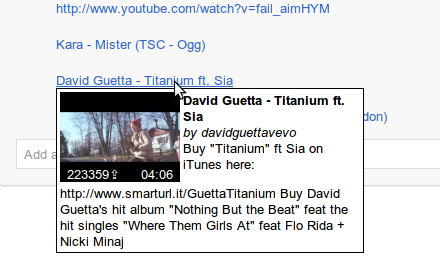 http://www.youtube.com/watch?v=fail_aimHYM
Kara - Mister (TSC - Ogg)
David Guetta - Titanium ft. Sia
David Guetta - Titanium ft.
Sia
by davidguettavevo
Buy "Titanium" ft Sia on
iTunes here:
223359⇧ 04:06
http://www.smarturl.it/GuettaTitanium Buy David
Guetta's hit album "Nothing But the Beat" feat the
hit singles "Where Them Girls At" feat Flo Rida +
Nicki Minaj
don)
Add a